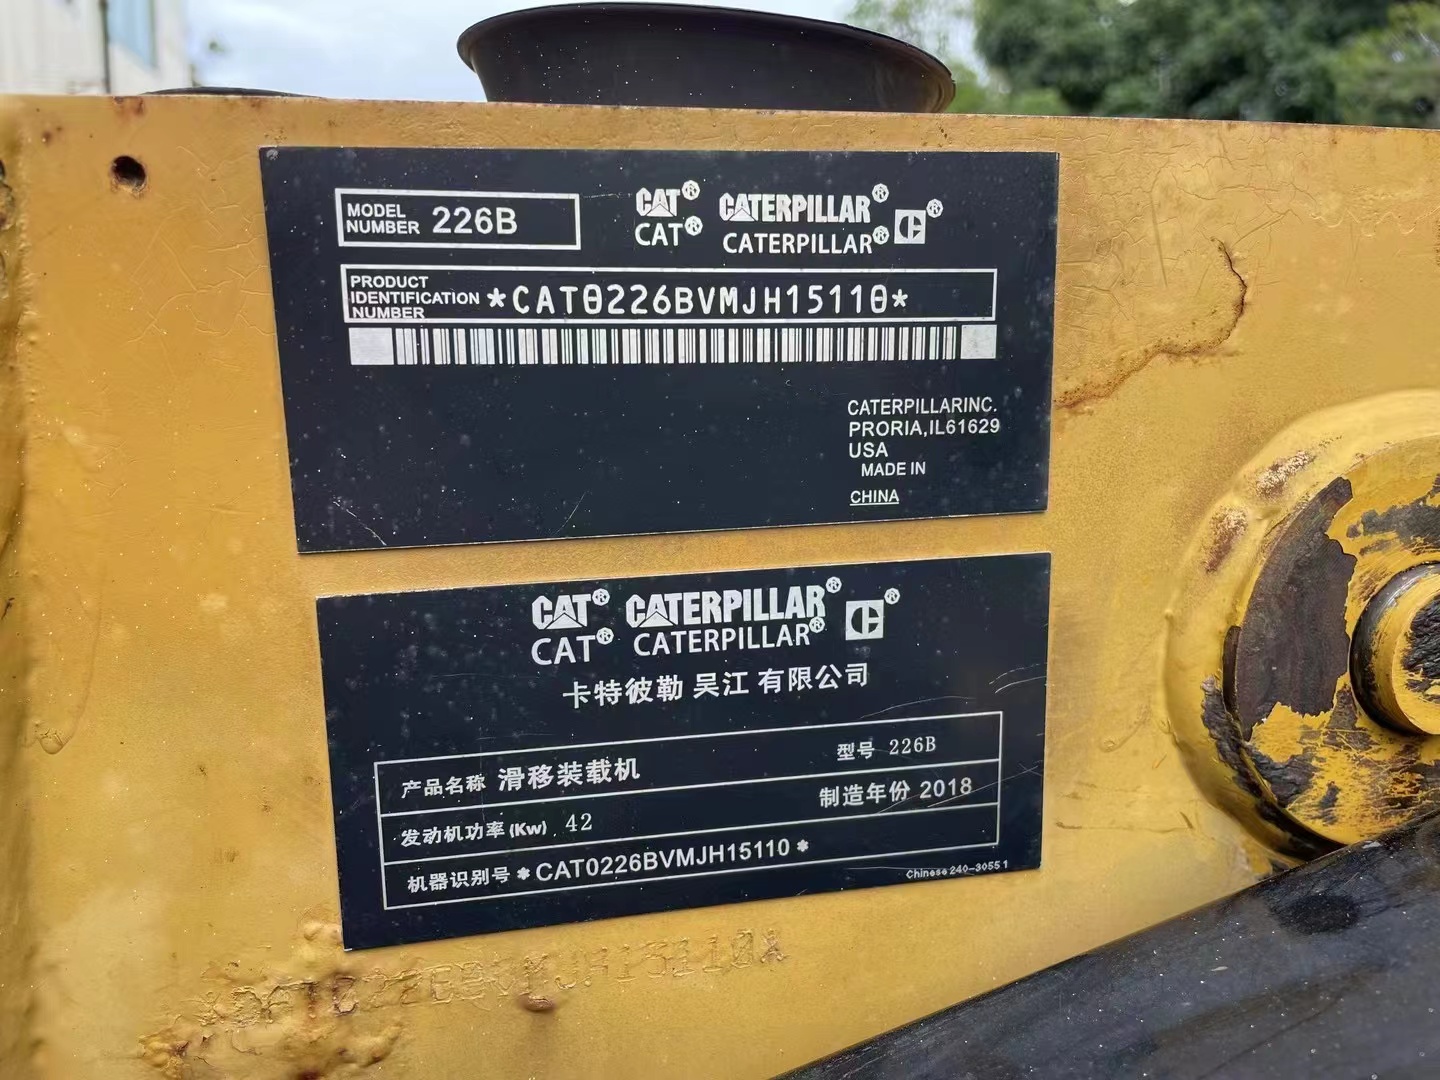 MODEL NUMBER 226B
CAT® CATERPILLAR®
CAT® CATERPILLAR®
PRODUCT IDENTIFICATION NUMBER *CAT0226BVMJH15110*
CATERPILLARINC.
PRORIA,IL61629
USA
MADE IN
CHINA
CAT® CATERPILLAR®
CAT® CATERPILLAR®
卡特彼勒 吴江 有限公司
产品名称 滑移装载机 型号 226B
发动机功率(Kw) 42 制造年份 2018
机器识别号 *CAT0226BVMJH15110*
Chinese 240-30551